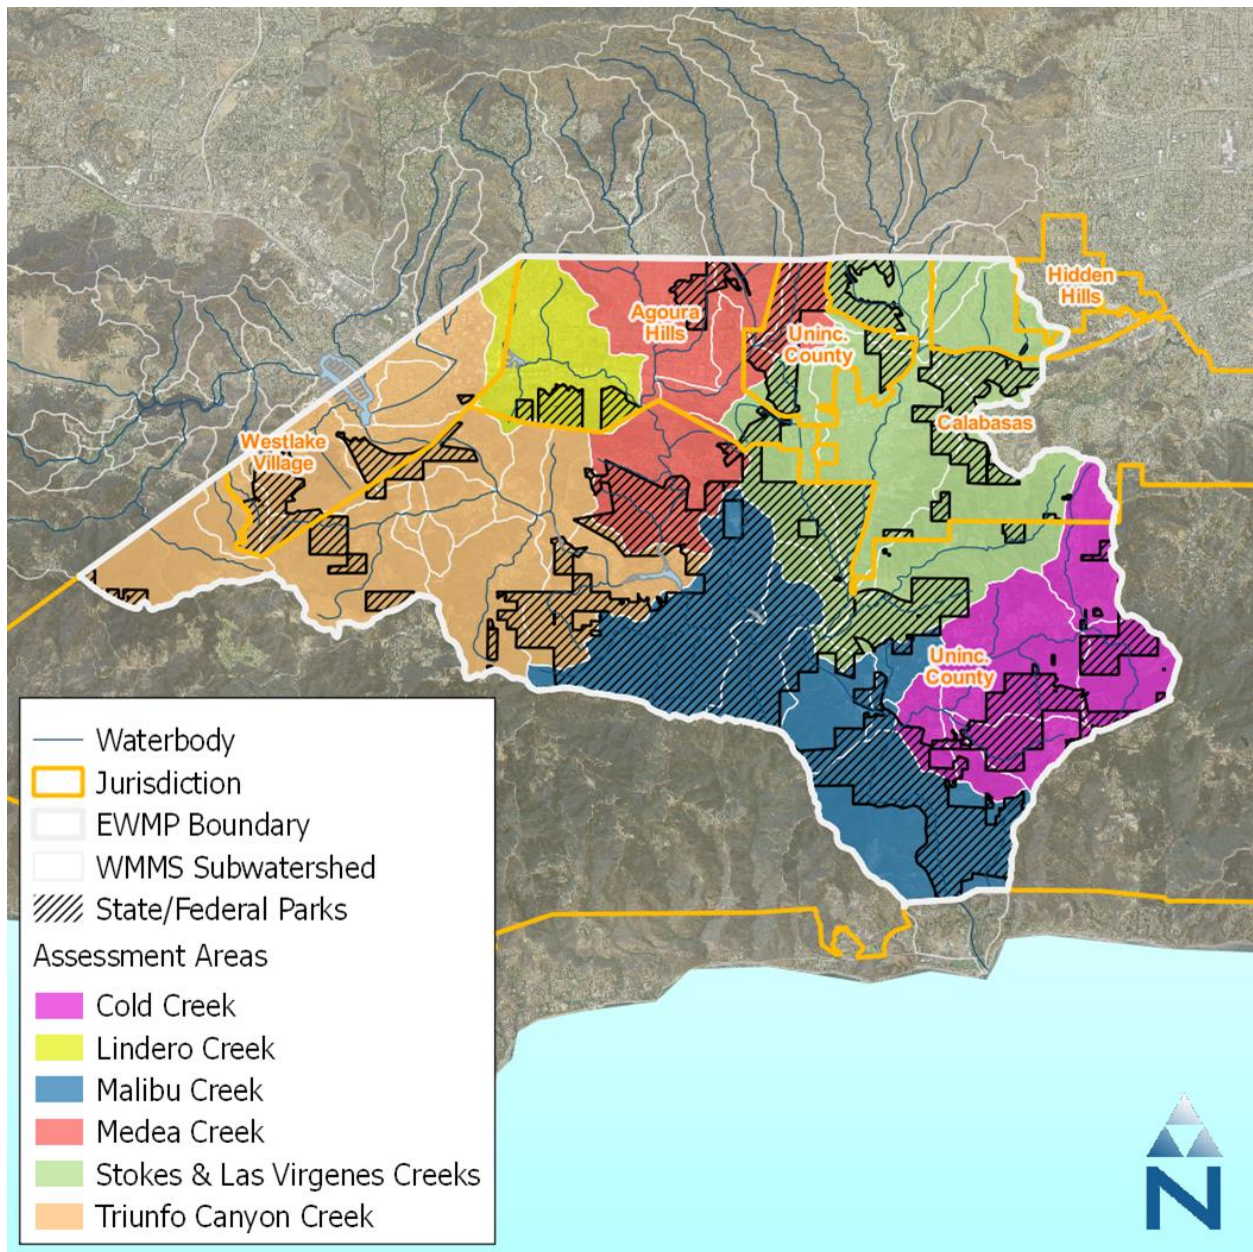 Hidden
Hills
Agoura
Hills
Uninc.
County
Calabasas
Westlake
Village
Uninc.
County
Waterbody
Jurisdiction
EWMP Boundary
WMMS Subwatershed
State/Federal Parks
Assessment Areas
Cold Creek
Lindero Creek
Malibu Creek
Medea Creek
Stokes & Las Virgenes Creeks
Triunfo Canyon Creek
N